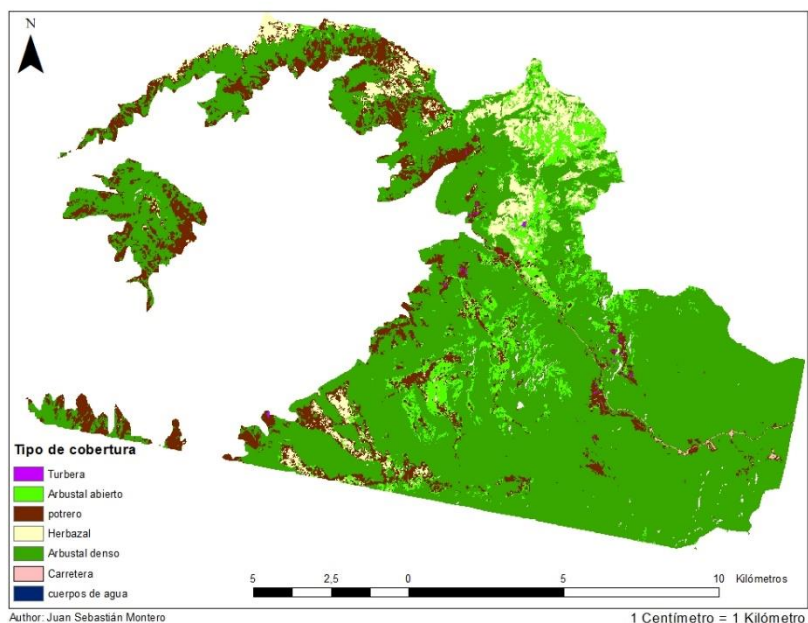 N
Tipo de cobertura
Turbera
Arbustal abierto
potrero
Herbazal
Arbustal denso
Carretera
cuerpos de agua
5 2,5 0 5 10 Kilómetros
Author: Juan Sebastián Montero
1 Centímetro = 1 Kilómetro